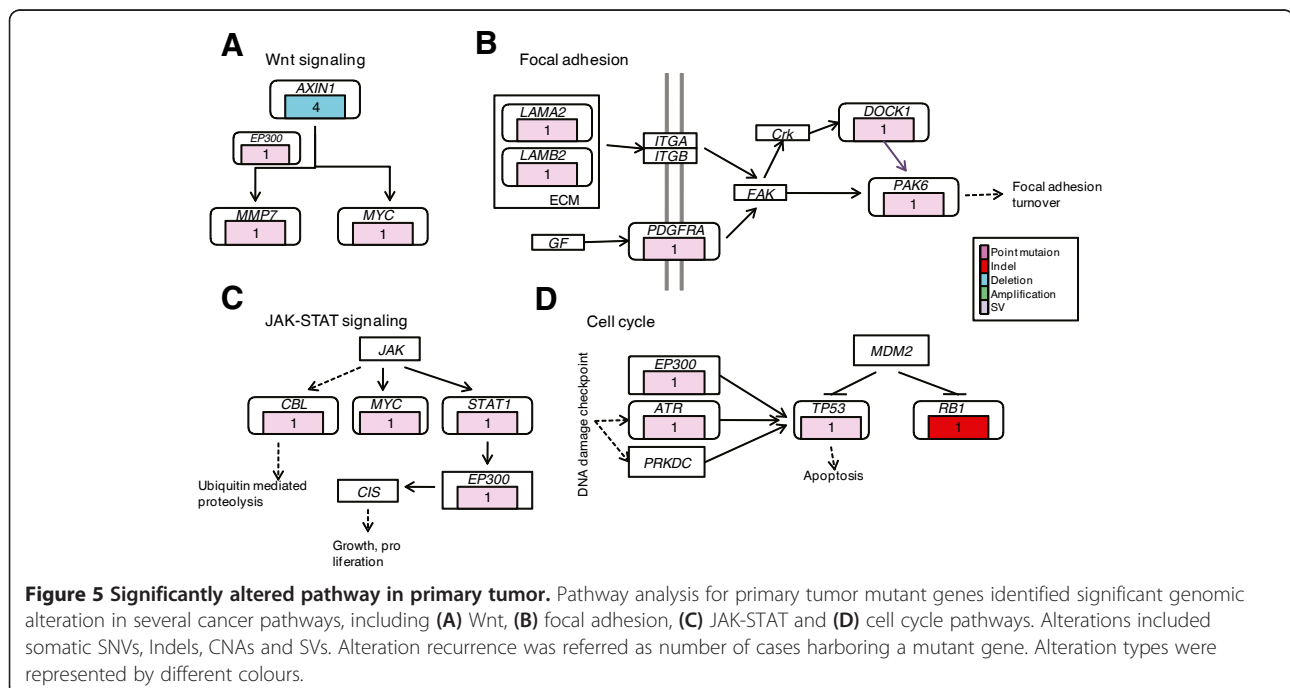 A
Wnt signaling
AXIN1
4
EP300
1
MMP7
1
MYC
1
B
Focal adhesion
LAMA2
1
LAMB2
1
ECM
ITGA
ITGB
GF
PDGFRA
1
FAK
Crk
DOCK1
1
PAK6
1
Focal adhesion
turnover
Point mutaion
Indel
Deletion
Amplification
SV
C
JAK-STAT signaling
JAK
CBL
1
MYC
1
STAT1
1
Ubiquitin mediated
proteolysis
CIS
EP300
1
Growth, pro
liferation
D
Cell cycle
DNA damage checkpoint
EP300
1
ATR
1
PRKDC
MDM2
TP53
1
RB1
1
Apoptosis
Figure 5 Significantly altered pathway in primary tumor. Pathway analysis for primary tumor mutant genes identified significant genomic
alteration in several cancer pathways, including (A) Wnt, (B) focal adhesion, (C) JAK-STAT and (D) cell cycle pathways. Alterations included
somatic SNVs, Indels, CNAs and SVs. Alteration recurrence was referred as number of cases harboring a mutant gene. Alteration types were
represented by different colours.